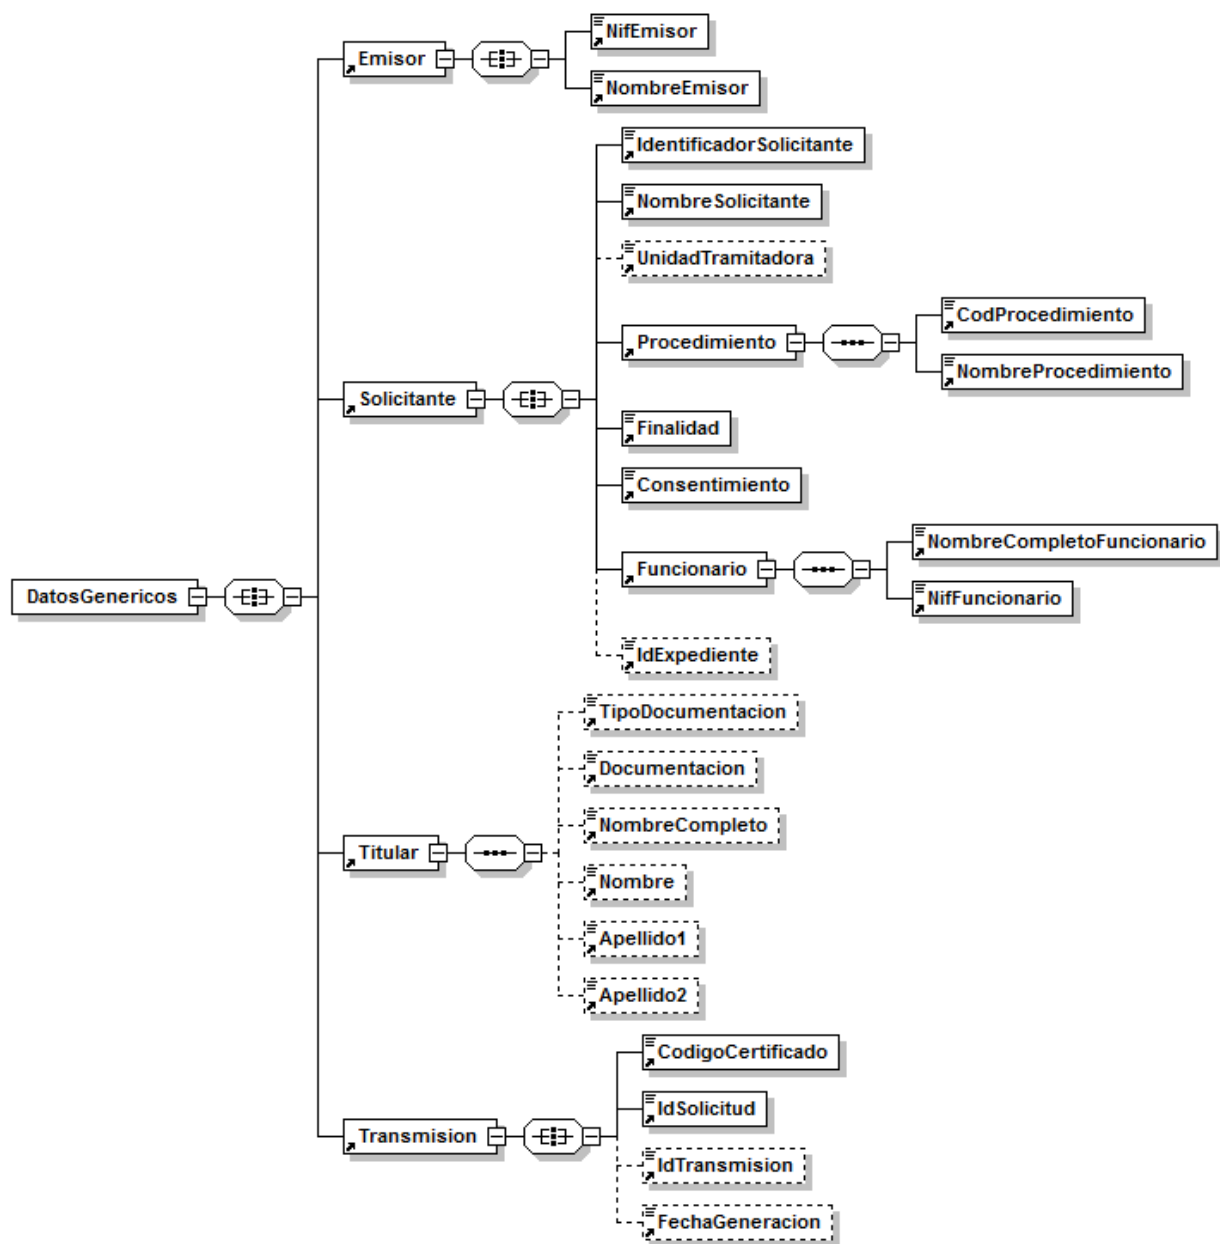 Emisor
NifEmisor
NombreEmisor
IdentificadorSolicitante
NombreSolicitante
UnidadTramitadora
Procedimiento
CodProcedimiento
NombreProcedimiento
Solicitante
Finalidad
Consentimiento
Funcionario
NombreCompletoFuncionario
NifFuncionario
IdExpediente
DatosGenericos
TipoDocumentacion
Documentacion
NombreCompleto
Titular
Nombre
Apellido1
Apellido2
CodigoCertificado
IdSolicitud
Transmision
IdTransmision
FechaGeneracion